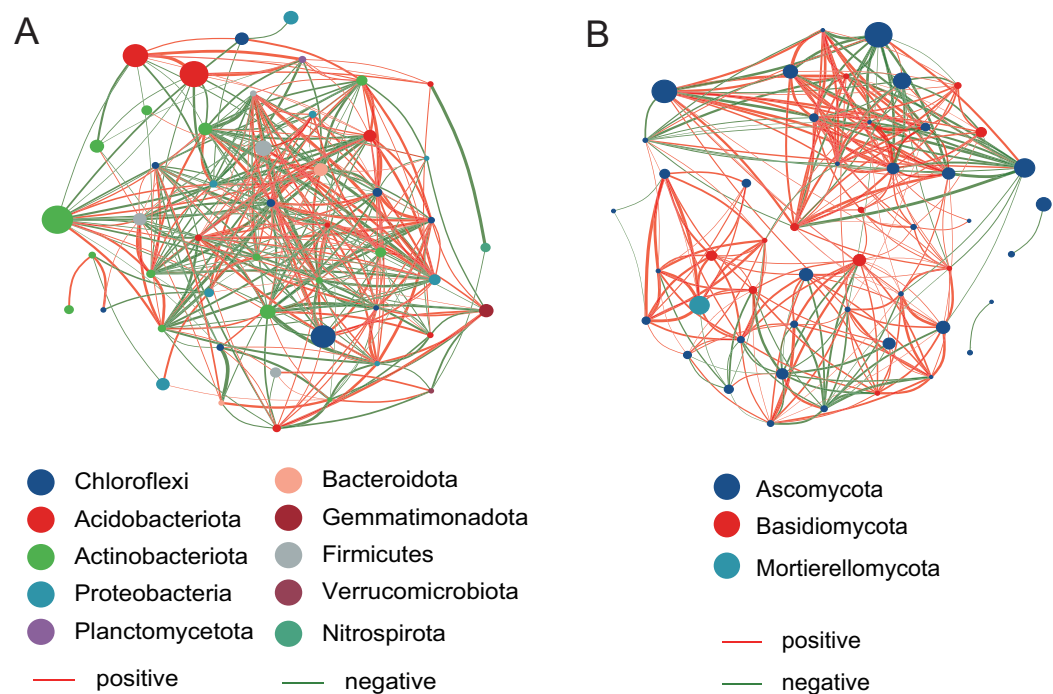 A
B
Chloroflexi
Acidobacteriota
Actinobacteriota
Proteobacteria
Planctomycetota
positive
Bacteroidota
Gemmatimonadota
Firmicutes
Verrucomicrobiota
Nitrospirota
negative
Ascomycota
Basidiomycota
Mortierellomycota
positive
negative